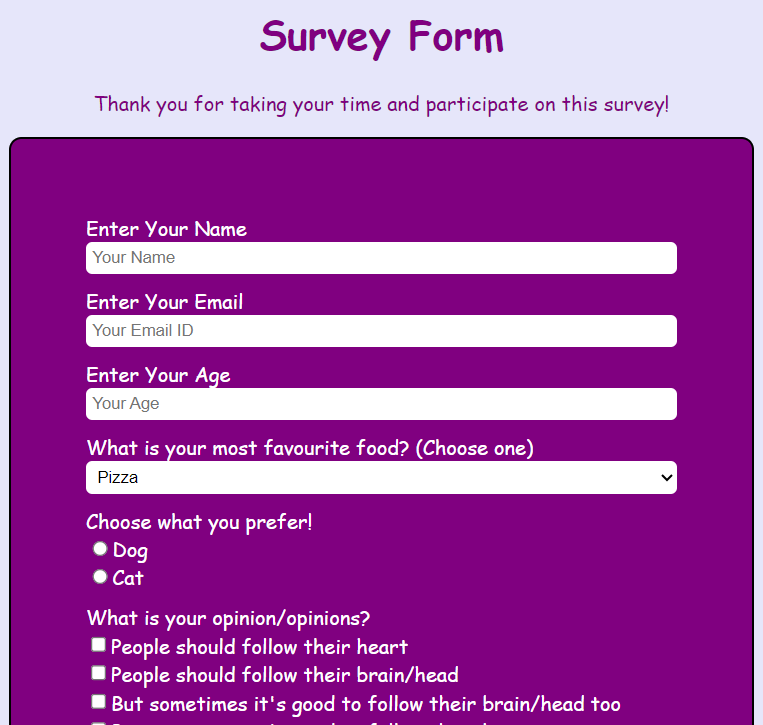 Survey Form
Thank you for taking your time and participate on this survey!
Enter Your Name
Your Name
Enter Your Email
Your Email ID
Enter Your Age
Your Age
What is your most favourite food? (Choose one)
Pizza
Choose what you prefer!
Dog
Cat
What is your opinion/opinions?
People should follow their heart
People should follow their brain/head
But sometimes it's good to follow their brain/head too